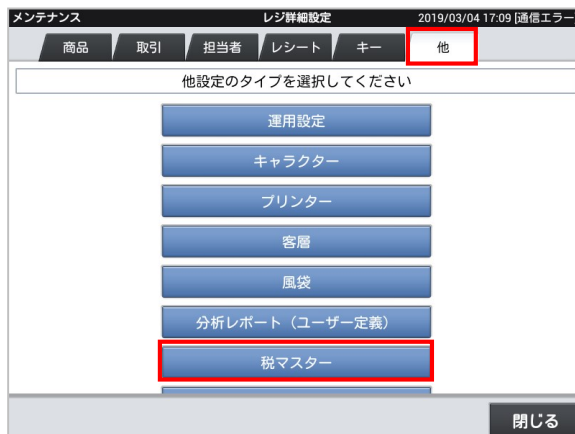 メンテナンス レジ詳細設定 2019/03/04 17:09 [通信エラー
商品 取引 担当者 レシート キー 他
他設定のタイプを選択してください
運用設定
キャラクター
プリンター
客層
風袋
分析レポート（ユーザー定義）
税マスター
閉じる